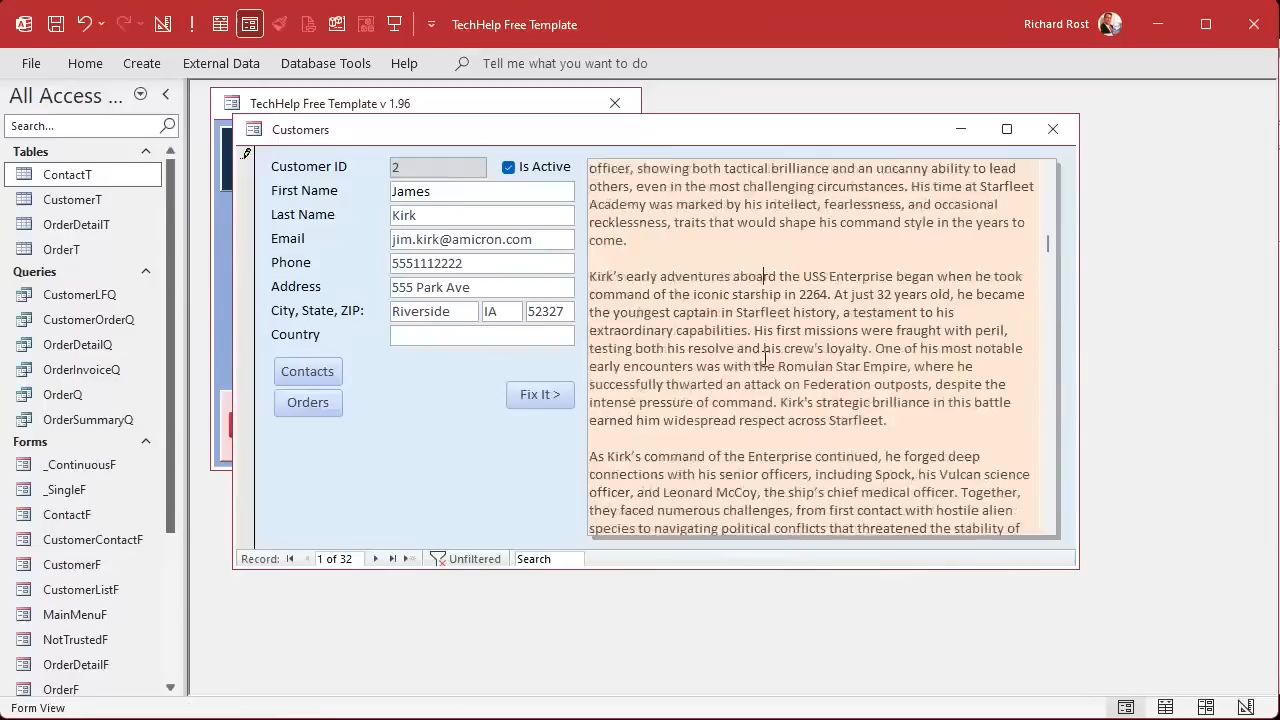 TechHelp Free Template
Richard Rost
File Home Create External Data Database Tools Help Tell me what you want to do
All Access ...
Search...
Tables
ContactT
CustomerT
OrderDetailT
OrderT
Queries
CustomerLFQ
CustomerOrderQ
OrderDetailQ
OrderInvoiceQ
OrderQ
OrderSummaryQ
Forms
_ContinuousF
_SingleF
ContactF
CustomerContactF
CustomerF
CustomerListF
MainMenuF
NotTrustedF
OrderDetailF
OrderF
TechHelp Free Template v 1.96
Customers
Customer ID 2 Is Active
First Name James
Last Name Kirk
Email jim.kirk@amicron.com
Phone 5551112222
Address 555 Park Ave
City, State, ZIP: Riverside IA 52327
Country
Contacts
Orders
Fix It >
officer, showing both tactical brilliance and an uncanny ability to lead
others, even in the most challenging circumstances. His time at Starfleet
Academy was marked by his intellect, fearlessness, and occasional
recklessness, traits that would shape his command style in the years to
come.
Kirk's early adventures aboard the USS Enterprise began when he took
command of the iconic starship in 2264. At just 32 years old, he became
the youngest captain in Starfleet history, a testament to his
extraordinary capabilities. His first missions were fraught with peril,
testing both his resolve and his crew's loyalty. One of his most notable
early encounters was with the Romulan Star Empire, where he
successfully thwarted an attack on Federation outposts, despite the
intense pressure of command. Kirk's strategic brilliance in this battle
earned him widespread respect across Starfleet.
As Kirk's command of the Enterprise continued, he forged deep
connections with his senior officers, including Spock, his Vulcan science
officer, and Leonard McCoy, the ship's chief medical officer. Together,
they faced numerous challenges, from first contact with hostile alien
species to navigating political conflicts that threatened the stability of
Record: 1 of 32 Unfiltered Search
Form View